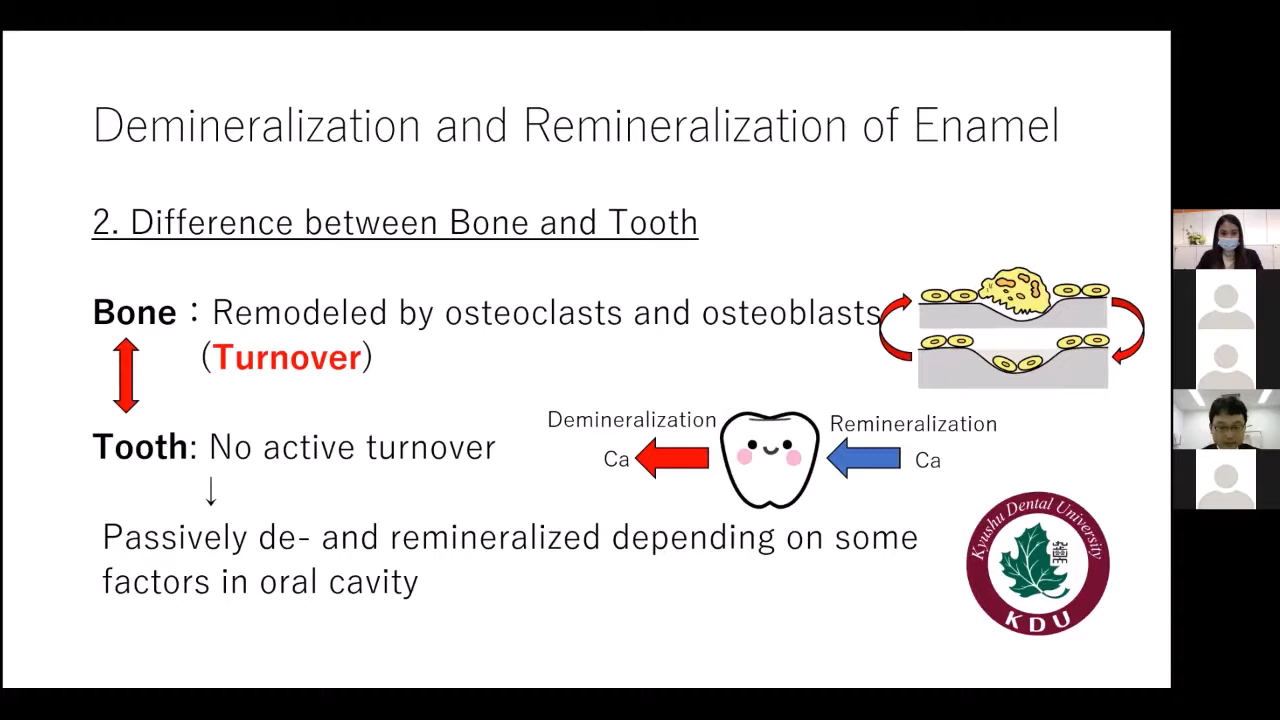 Demineralization and Remineralization of Enamel
2. Difference between Bone and Tooth
Bone : Remodeled by osteoclasts and osteoblasts
(Turnover)
Demineralization
Remineralization
Ca
Ca
Tooth: No active turnover
↓
Passively de- and remineralized depending on some
factors in oral cavity
Kyushu Dental University
KDU